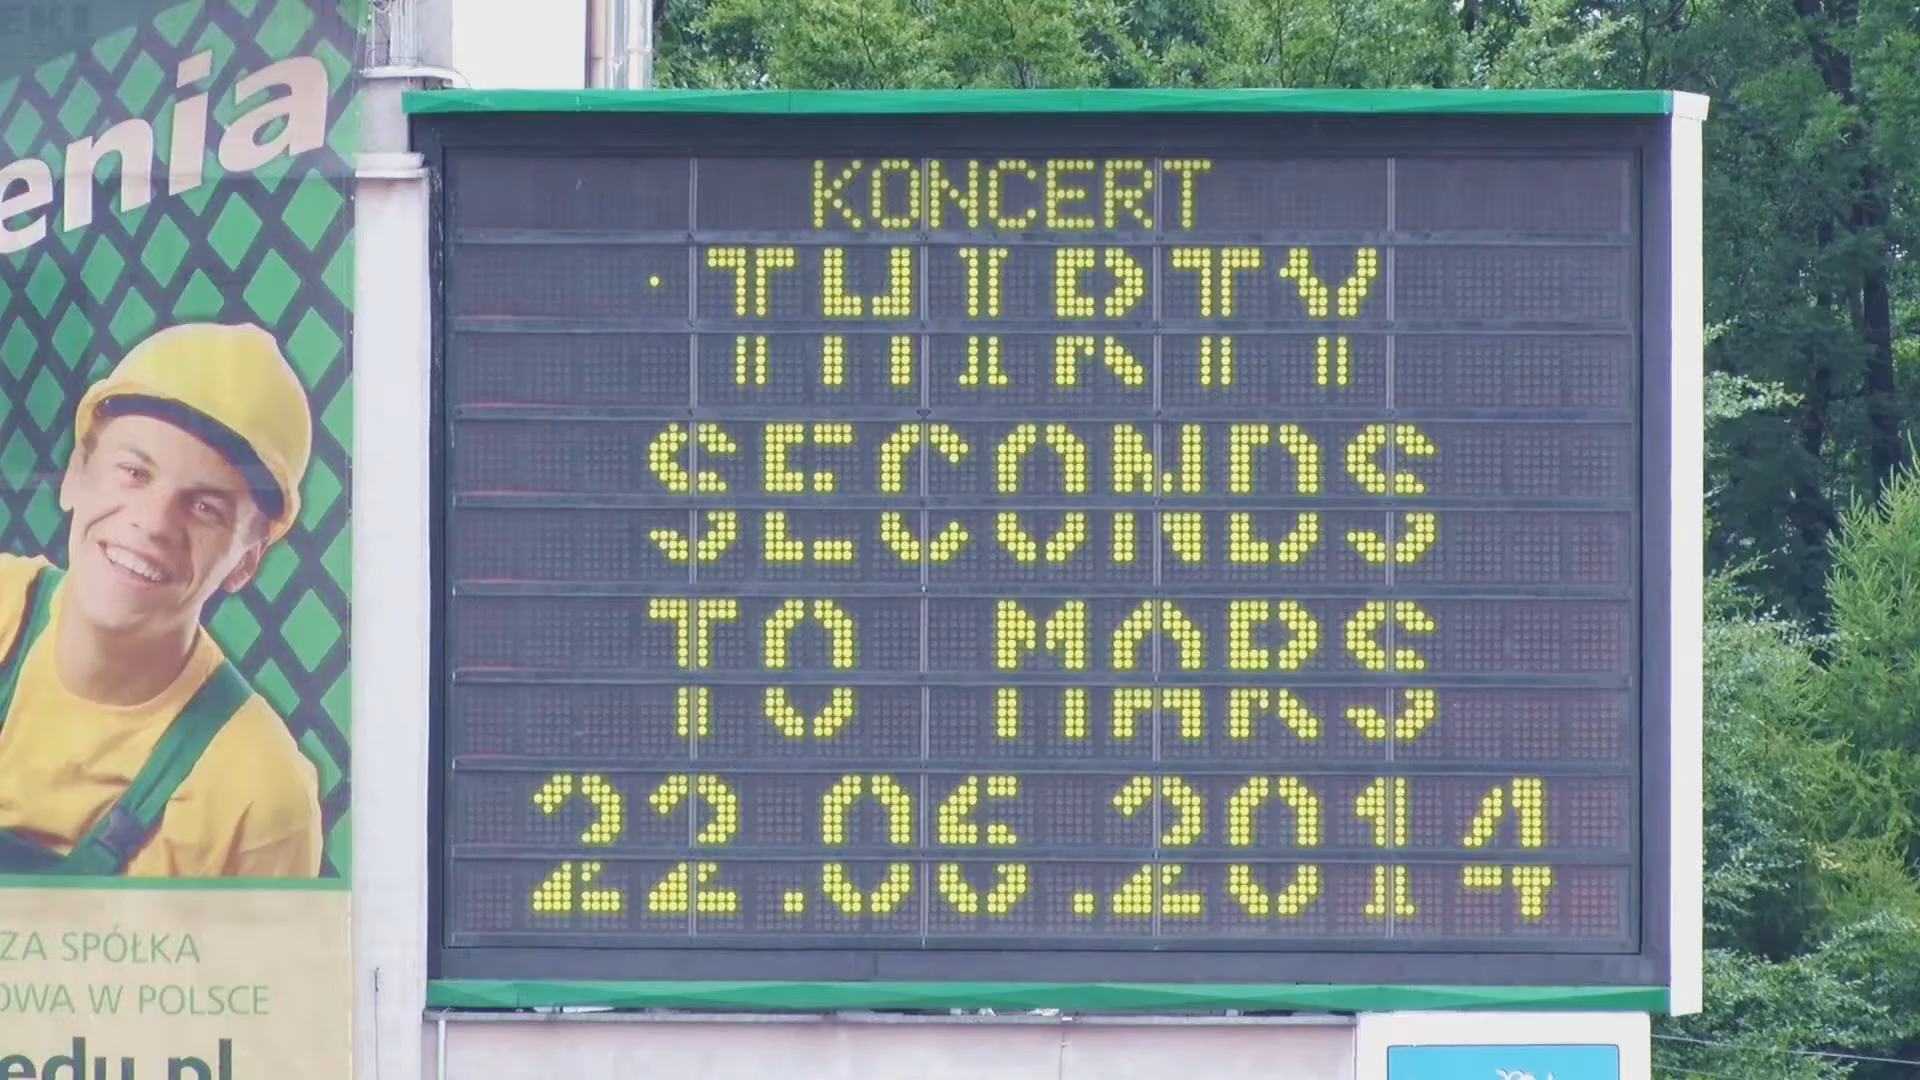 enia
KONCERT
THIRTY
SECONDS
TO MARS
22.06.2014
ZA SPÓŁKA
OWA W POLSCE
edu.pl